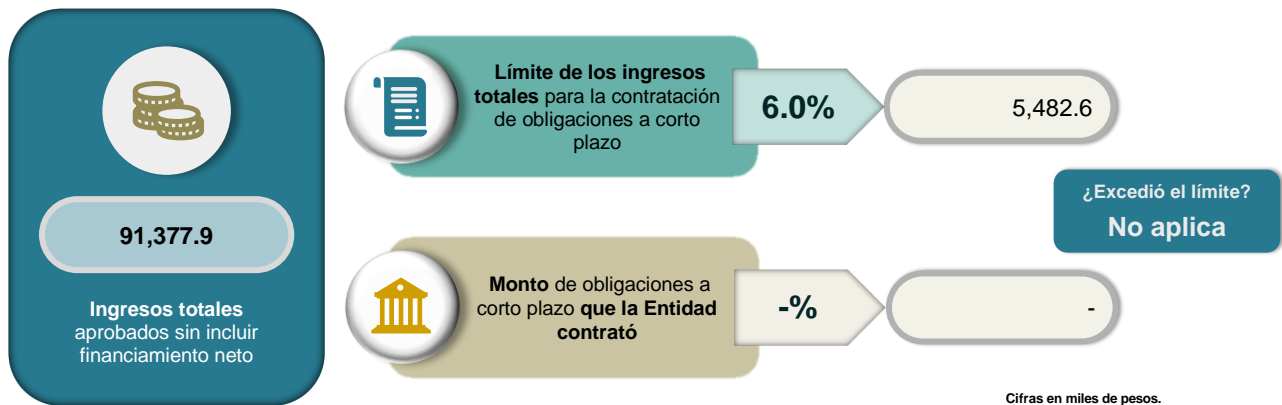 91,377.9
Ingresos totales
aprobados sin incluir
financiamiento neto
Límite de los ingresos
totales para la contratación
de obligaciones a corto
plazo
6.0%
5,482.6
¿Excedió el límite?
No aplica
Monto de obligaciones a
corto plazo que la Entidad
contrató
-%
-
Cifras en miles de pesos.